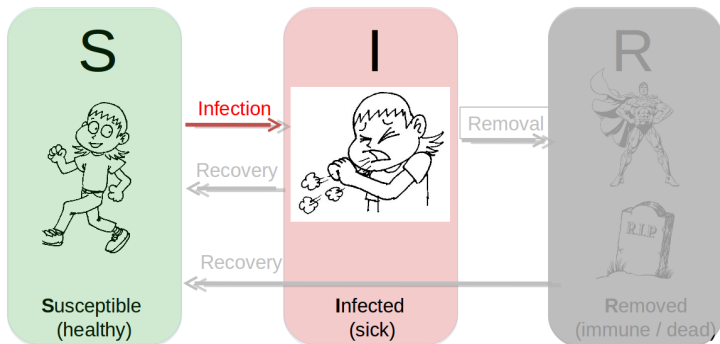 S
I
R
Infection
Removal
Recovery
Recovery
R.I.P
Susceptible
(healthy)
Infected
(sick)
Removed
(immune / dead)